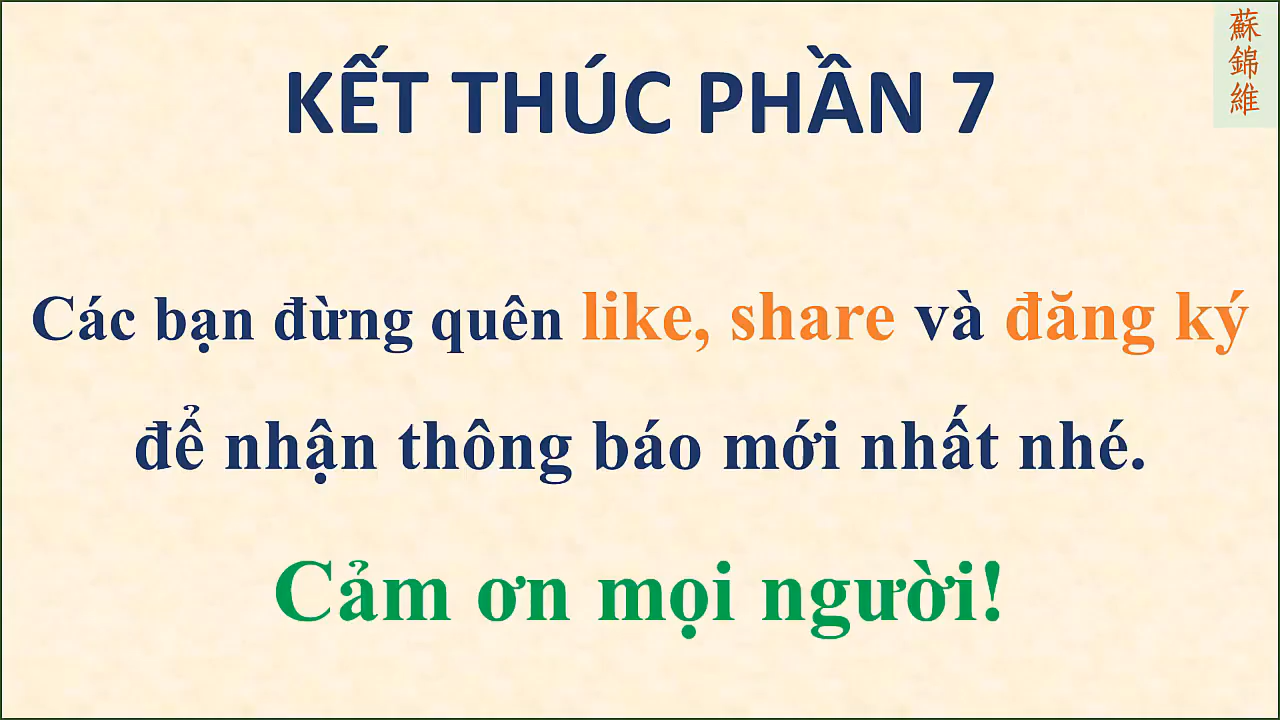 蘇錦維
KẾT THÚC PHẦN 7
Các bạn đừng quên like, share và đăng ký
để nhận thông báo mới nhất nhé.
Cảm ơn mọi người!